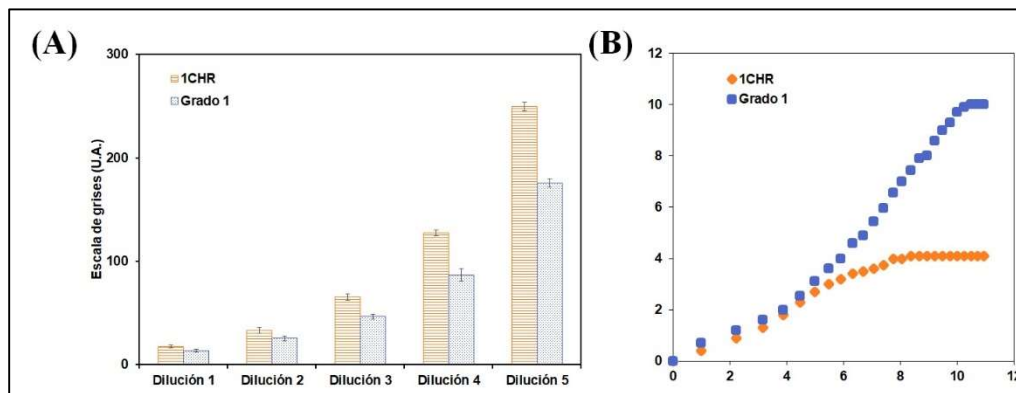 (A)
300
200
100
0
Escala de grises (U.A.)
1CHR
Grado 1
Dilución 1 Dilución 2 Dilución 3 Dilución 4 Dilución 5
(B)
12
10
8
6
4
2
0
1CHR
Grado 1
0 2 4 6 8 10 12